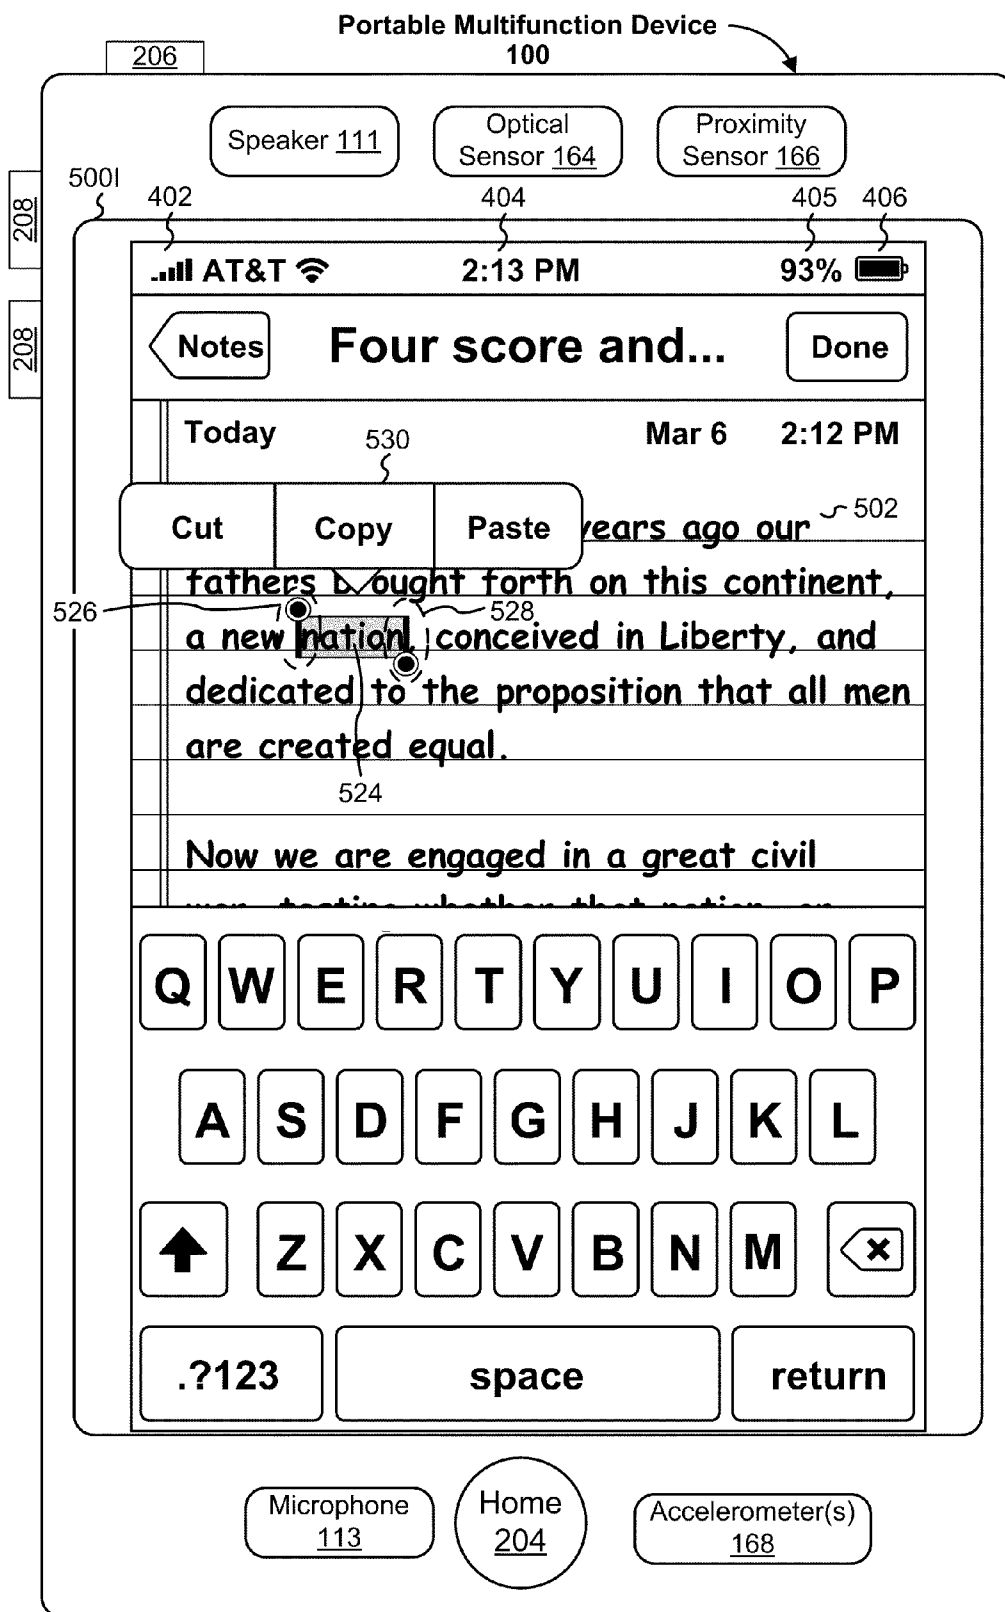 Portable Multifunction Device
100
206
Speaker 111
Optical
Sensor 164
Proximity
Sensor 166
208
500I
402
404
405
406
AT&T
2:13 PM
93%
208
Notes
Four score and...
Done
Today
Mar 6
2:12 PM
530
Cut
Copy
Paste
years ago our
502
fathers b ought forth on this continent,
526
528
a new nation, conceived in Liberty, and
dedicated to the proposition that all men
are created equal.
524
Now we are engaged in a great civil
Q W E R T Y U I O P
A S D F G H J K L
Z X C V B N M
.?123
space
return
Microphone
113
Home
204
Accelerometer(s)
168